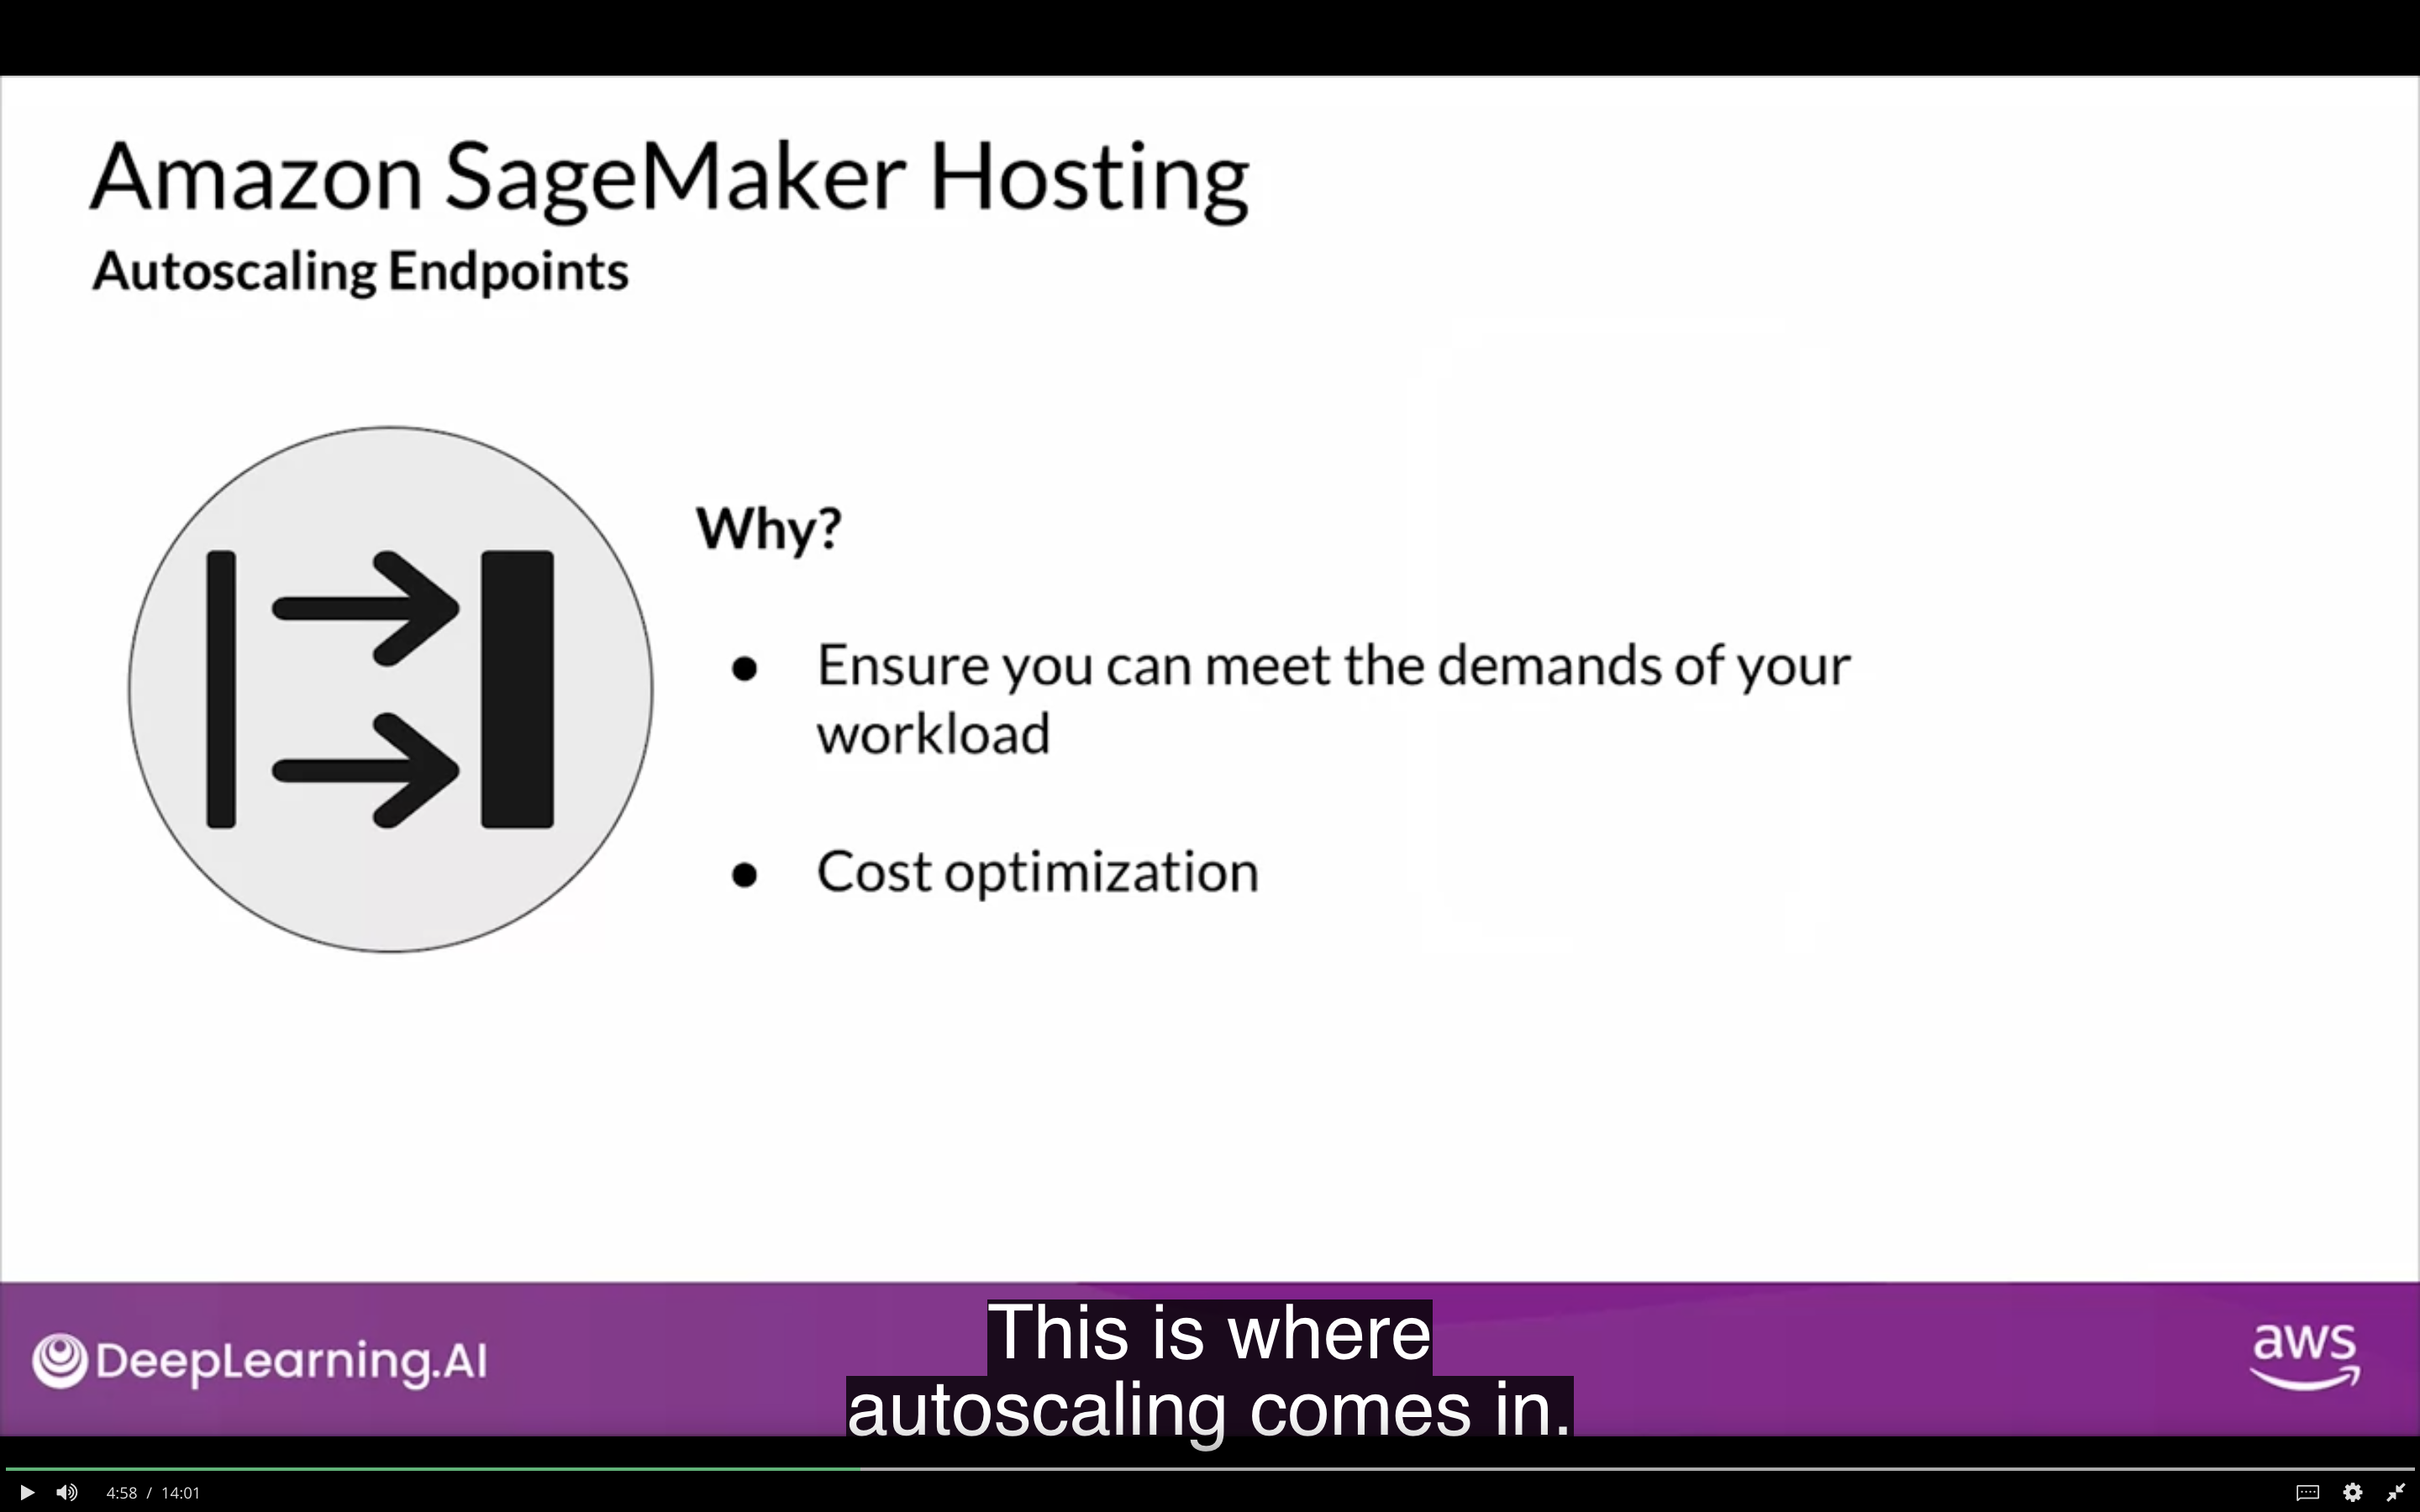 Amazon SageMaker Hosting
Autoscaling Endpoints
Why?
● Ensure you can meet the demands of your
workload
● Cost optimization
DeepLearning.AI
This is where
autoscaling comes in.
aws
4:58 / 14:01